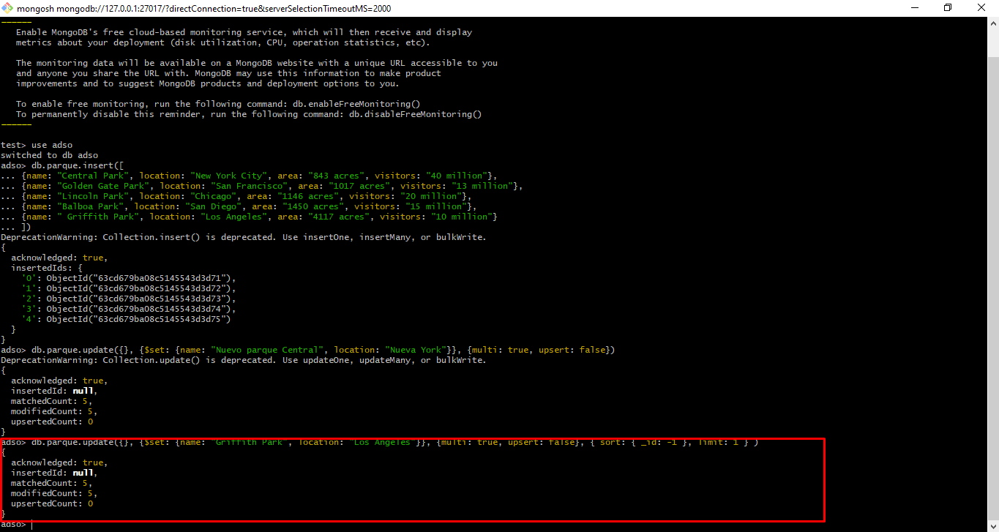 mongosh mongodb://127.0.0.1:27017/?directConnection=true&serverSelectionTimeoutMS=2000
------
   Enable MongoDB's free cloud-based monitoring service, which will then receive and display
   metrics about your deployment (disk utilization, CPU, operation statistics, etc).
   The monitoring data will be available on a MongoDB website with a unique URL accessible to you
   and anyone you share the URL with. MongoDB may use this information to make product
   improvements and to suggest MongoDB products and deployment options to you.
   To enable free monitoring, run the following command: db.enableFreeMonitoring()
   To permanently disable this reminder, run the following command: db.disableFreeMonitoring()
------
test> use adso
switched to db adso
adso> db.parque.insert([
... {name: "Central Park", location: "New York City", area: "843 acres", visitors: "40 million"},
... {name: "Golden Gate Park", location: "San Francisco", area: "1017 acres", visitors: "13 million"},
... {name: "Lincoln Park", location: "Chicago", area: "1146 acres", visitors: "20 million"},
... {name: "Balboa Park", location: "San Diego", area: "1450 acres", visitors: "15 million"},
... {name: " Griffith Park", location: "Los Angeles", area: "4117 acres", visitors: "10 million"}
... ])
DeprecationWarning: Collection.insert() is deprecated. Use insertOne, insertMany, or bulkWrite.
{
  acknowledged: true,
  insertedIds: {
    '0': ObjectId("63cd679ba08c5145543d3d71"),
    '1': ObjectId("63cd679ba08c5145543d3d72"),
    '2': ObjectId("63cd679ba08c5145543d3d73"),
    '3': ObjectId("63cd679ba08c5145543d3d74"),
    '4': ObjectId("63cd679ba08c5145543d3d75")
  }
}
adso> db.parque.update({}, {$set: {name: "Nuevo parque Central", location: "Nueva York"}}, {multi: true, upsert: false})
DeprecationWarning: Collection.update() is deprecated. Use updateOne, updateMany, or bulkWrite.
{
  acknowledged: true,
  insertedId: null,
  matchedCount: 5,
  modifiedCount: 5,
  upsertedCount: 0
}
adso> db.parque.update({}, {$set: {name: "Griffith Park", location: "Los Angeles"}}, {multi: true, upsert: false}, { sort: { _id: -1 }, limit: 1 } )
{
  acknowledged: true,
  insertedId: null,
  matchedCount: 5,
  modifiedCount: 5,
  upsertedCount: 0
}
adso>